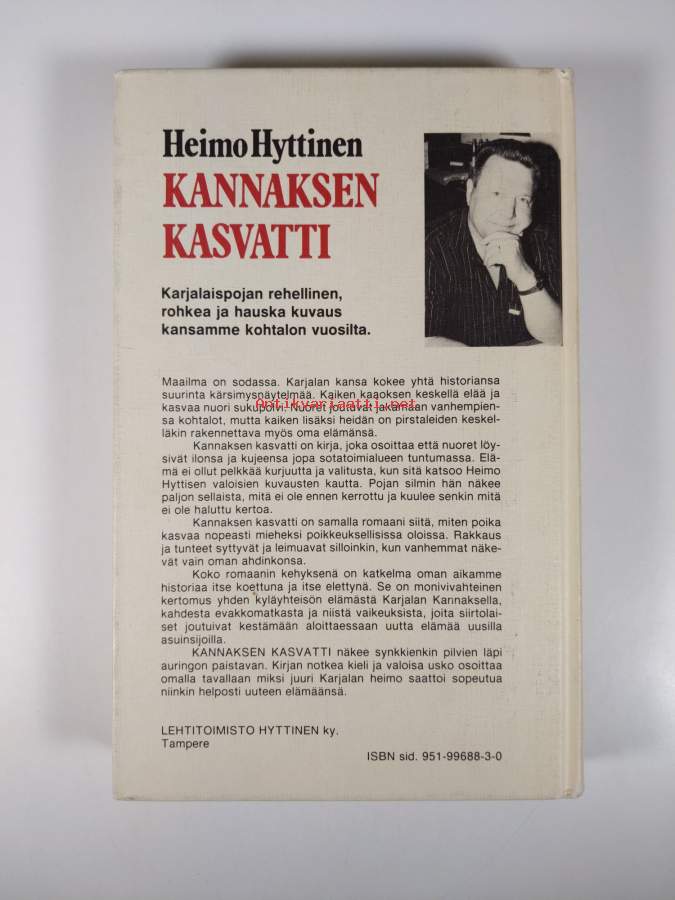 Heimo Hyttinen
KANNAKSEN
KASVATTI
Karjalaispojan rehellinen,
rohkea ja hauska kuvaus
kansamme kohtalon vuosilta.
Maailma on sodassa. Karjalan kansa kokee yhtä historiansa
suurinta kärsimysnäytelmää. Kaiken kaaoksen keskellä elää ja
kasvaa nuori sukupolvi. Nuoret joutuvat jakamaan vanhempien-
Antikvariaatti.net
sa kohtalot, mutta kaiken lisäksi heidän on pirstaleiden keskel-
läkin rakennettava myös oma elämänsä.
Kannaksen kasvatti on kirja, joka osoittaa että nuoret löy-
sivät ilonsa ja kujeensa jopa sotatoimialueen tuntumassa. Elä-
mä ei ollut pelkkää kurjuutta ja valitusta, kun sitä katsoo Heimo
Hyttisen valoisien kuvausten kautta. Pojan silmin hän näkee
paljon sellaista, mitä ei ole ennen kerrottu ja kuulee senkin mitä
ei ole haluttu kertoa.
Kannaksen kasvatti on samalla romaani siitä, miten poika
kasvaa nopeasti mieheksi poikkeuksellisissa oloissa. Rakkaus
ja tunteet syttyvät ja leimuavat silloinkin, kun vanhemmat näke-
vät vain oman ahdinkonsa.
Koko romaanin kehyksenä on katkelma oman aikamme
historiaa itse koettuna ja itse elettynä. Se on monivivahteinen
kertomus yhden kyläyhteisön elämästä Karjalan Kannaksella,
kahdesta evakkomatkasta ja niistä vaikeuksista, joita siirtolai-
set joutuivat kestämään aloittaessaan uutta elämää uusilla
asuinsijoilla.
KANNAKSEN KASVATTI näkee synkkienkin pilvien läpi
auringon paistavan. Kirjan notkea kieli ja valoisa usko osoittaa
omalla tavallaan miksi juuri Karjalan heimo saattoi sopeutua
niinkin helposti uuteen elämäänsä.
LEHTITOIMISTO HYTTINEN ky.
Tampere
ISBN sid. 951-99688-3-0